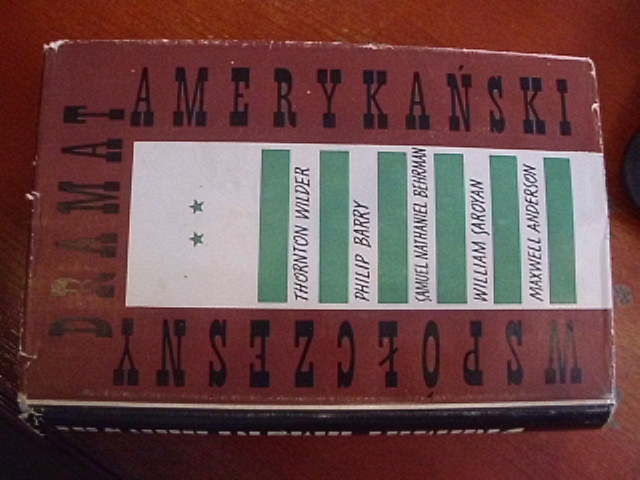 WSPÓŁCZESNY
DRAMAT
AMERYKAŃSKI
THORNTON WILDER
PHILIP BARRY
SAMUEL NATHANIEL BEHRMAN
WILLIAM SAROYAN
MAXWELL ANDERSON